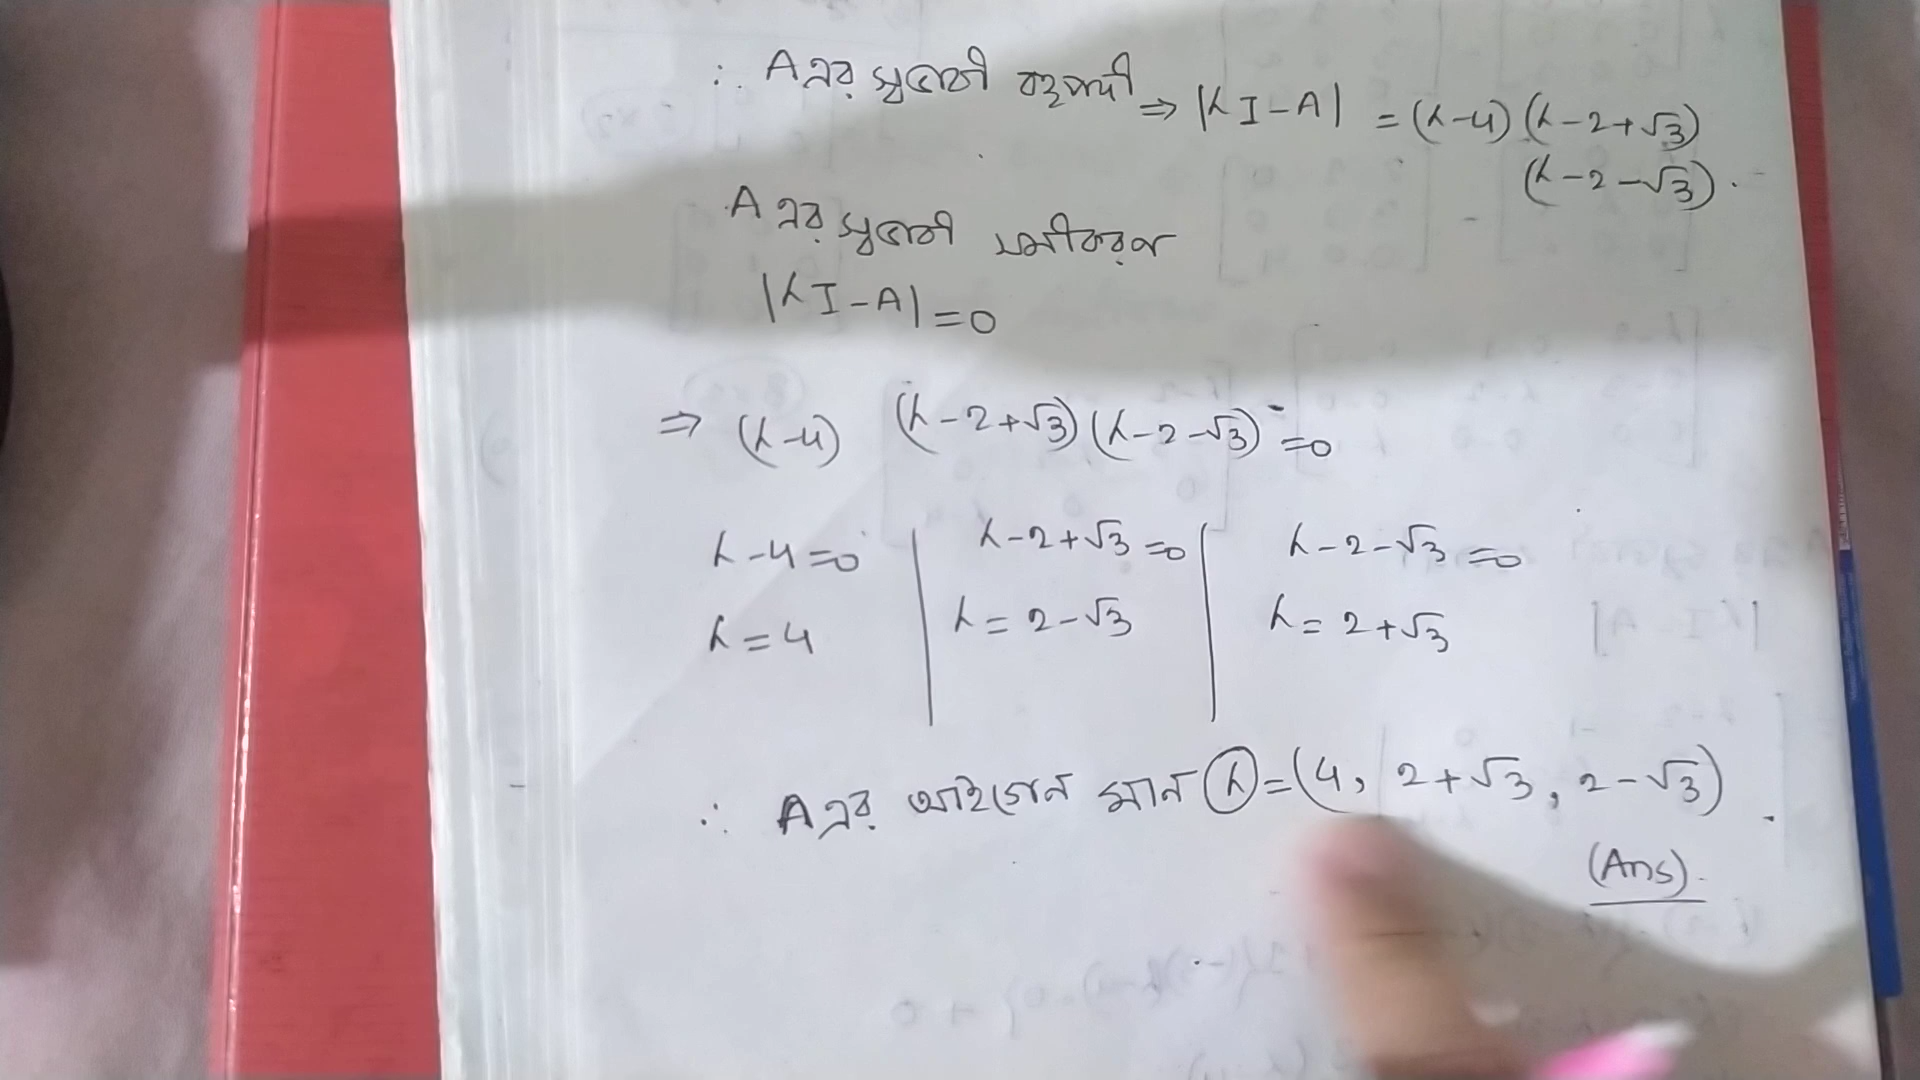 ∴ A এর সূচকী বহুপদী ⇒ |λI-A| = (λ-4)(λ-2+√3)
(λ-2-√3).
A এর সূচকী সমীকরণ
|λI-A|=0
⇒ (λ-4) (λ-2+√3)(λ-2-√3)=0
λ-4=0 | λ-2+√3=0 | λ-2-√3=0
λ=4 | λ=2-√3 | λ=2+√3
∴ A এর আইগেন মান λ=(4, 2+√3, 2-√3).
(Ans).